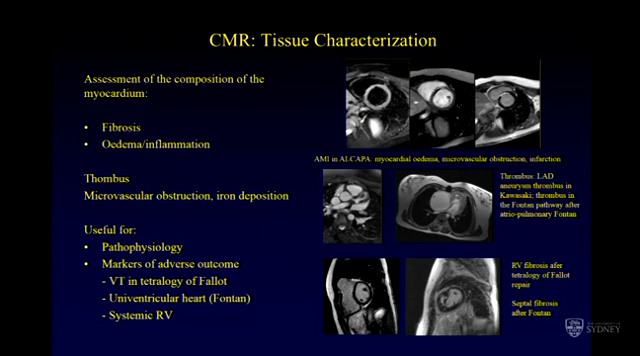 CMR: Tissue Characterization
Assessment of the composition of the
myocardium:
• Fibrosis
• Oedema/inflammation
Thombus
Microvascular obstruction, iron deposition
Useful for:
• Pathophysiology
• Markers of adverse outcome
- VT in tetralogy of Fallot
- Univentricular heart (Fontan)
- Systemic RV
AMI in ALCAPA: myocardial oedema, microvascular obstruction, infarction
Thrombus: LAD
aneurysm thrombus in
Kawasaki; thrombus in
the Fontan pathway after
atrio-pulmonary Fontan
RV fibrosis afer
tetralogy of Fallot
repair
Septal fibrosis
after Fontan
SYDNEY